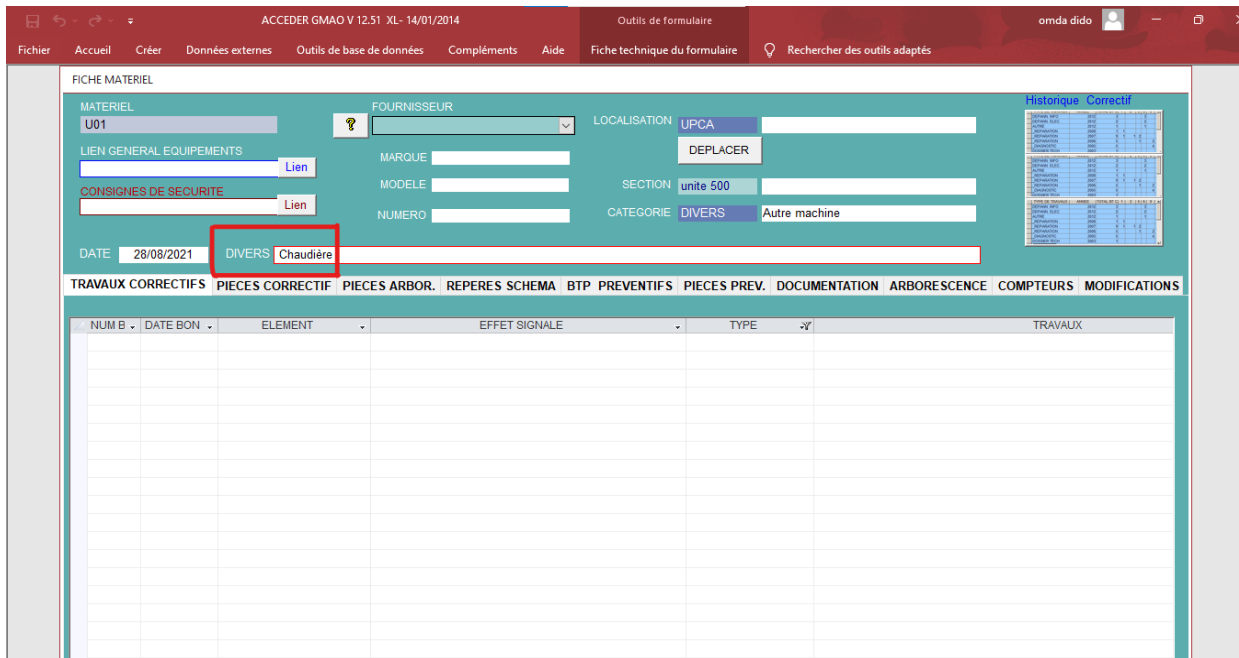 ACCEDER GMAO V 12.51 XL- 14/01/2014 Outils de formulaire omda dido
Fichier Accueil Créer Données externes Outils de base de données Compléments Aide Fiche technique du formulaire Rechercher des outils adaptés
FICHE MATERIEL
MATERIEL FOURNISSEUR Historique Correctif
U01 ? LOCALISATION UPCA
LIEN GENERAL EQUIPEMENTS DEPLACER
Lien MARQUE
CONSIGNES DE SECURITE MODELE SECTION unite 500
Lien NUMERO CATEGORIE DIVERS Autre machine
DATE 28/08/2021 DIVERS Chaudière
TRAVAUX CORRECTIFS PIECES CORRECTIF PIECES ARBOR. REPERES SCHEMA BTP PREVENTIFS PIECES PREV. DOCUMENTATION ARBORESCENCE COMPTEURS MODIFICATIONS
NUM B DATE BON ELEMENT EFFET SIGNALE TYPE TRAVAUX